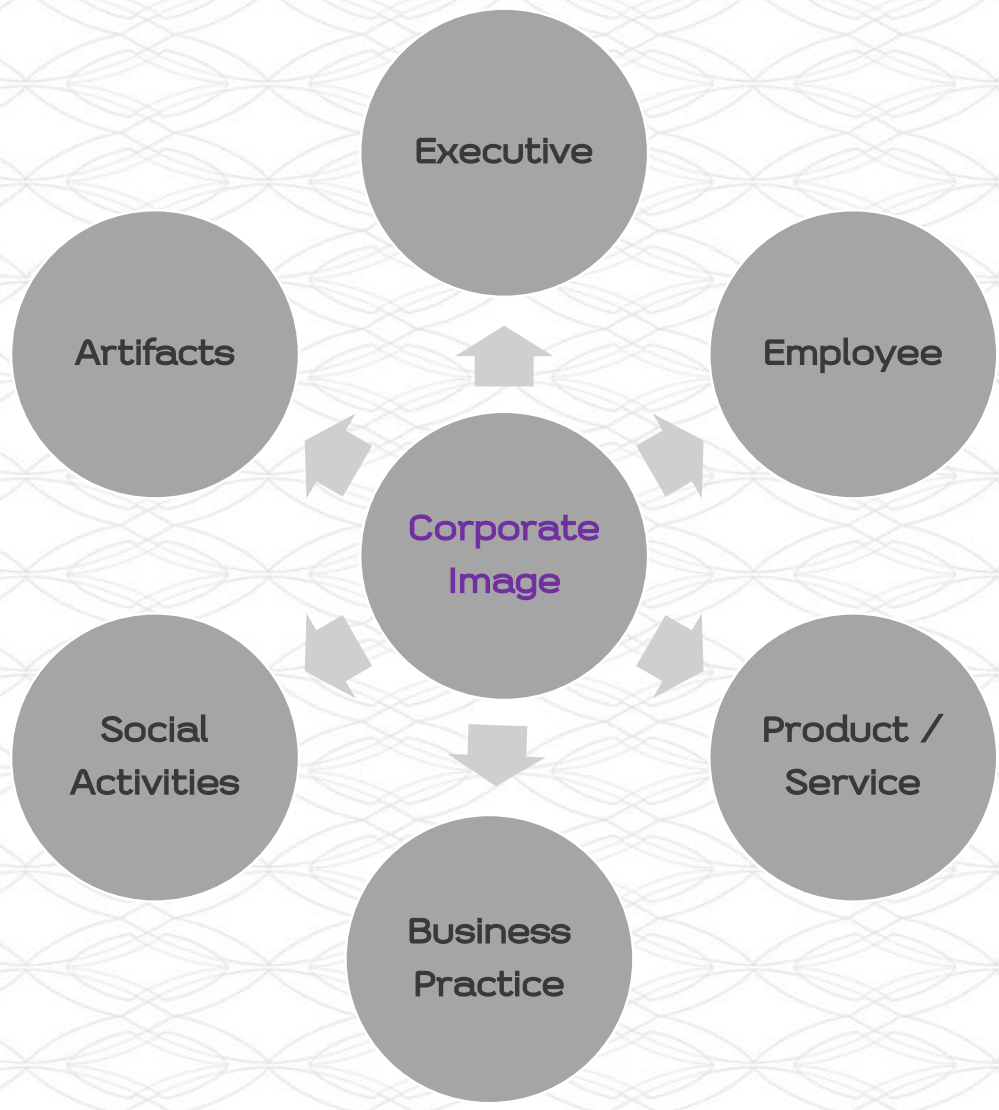 Executive
Artifacts
Employee
Corporate
Image
Social
Activities
Product /
Service
Business
Practice